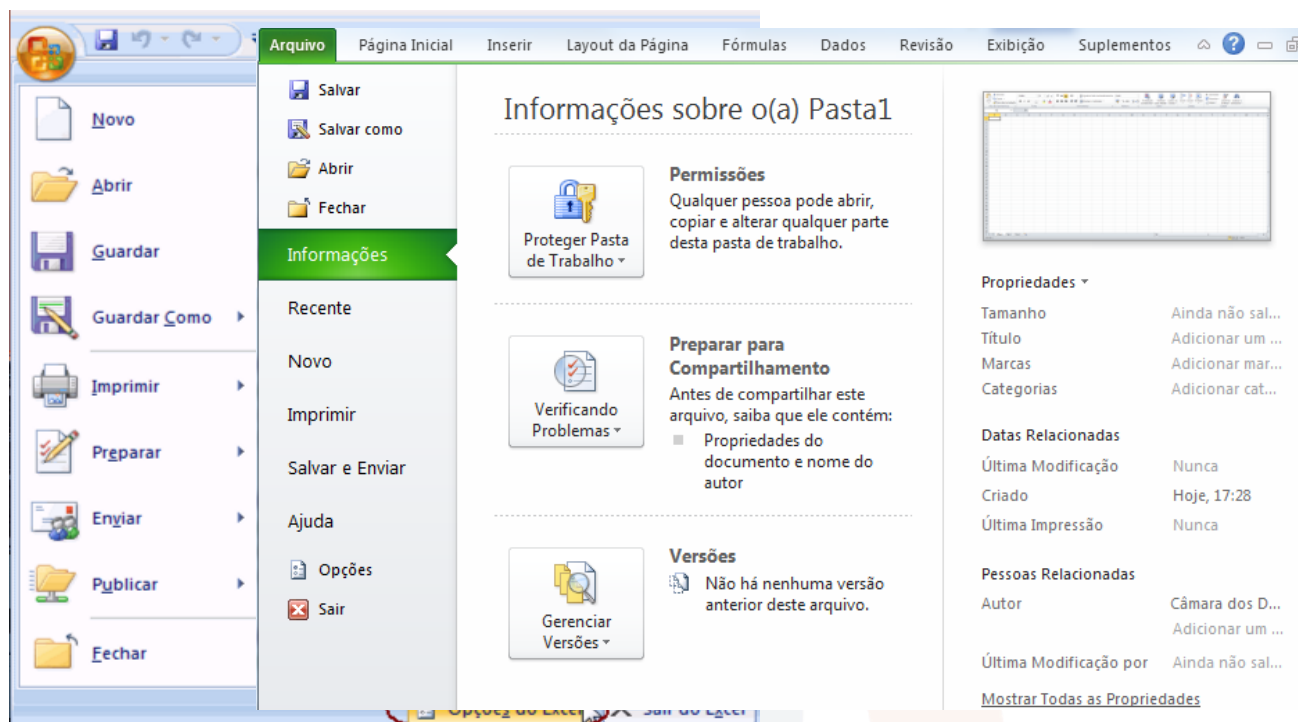 Arquivo Página Inicial Inserir Layout da Página Fórmulas Dados Revisão Exibição Suplementos
Novo
Abrir
Guardar
Guardar Como
Imprimir
Preparar
Enviar
Publicar
Fechar
Salvar
Salvar como
Abrir
Fechar
Informações
Recente
Novo
Imprimir
Salvar e Enviar
Ajuda
Opções
Sair
Informações sobre o(a) Pasta1
Proteger Pasta
de Trabalho
Permissões
Qualquer pessoa pode abrir,
copiar e alterar qualquer parte
desta pasta de trabalho.
Verificando
Problemas
Preparar para
Compartilhamento
Antes de compartilhar este
arquivo, saiba que ele contém:
Propriedades do
documento e nome do
autor
Gerenciar
Versões
Versões
Não há nenhuma versão
anterior deste arquivo.
Propriedades
Tamanho Ainda não sal...
Título Adicionar um ...
Marcas Adicionar mar...
Categorias Adicionar cat...
Datas Relacionadas
Última Modificação Nunca
Criado Hoje, 17:28
Última Impressão Nunca
Pessoas Relacionadas
Autor Câmara dos D...
Adicionar um ...
Última Modificação por Ainda não sal...
Mostrar Todas as Propriedades
Opções do Excel Sair do Excel